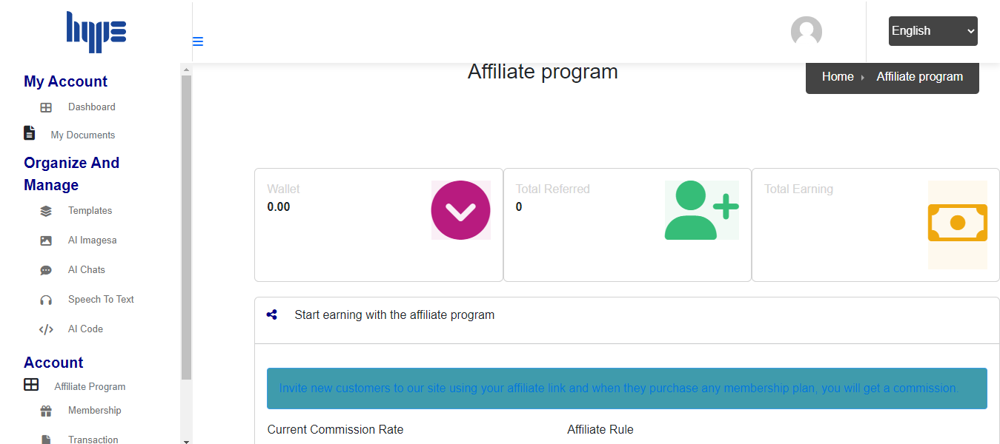 hype
English
My Account
Dashboard
My Documents
Organize And
Manage
Templates
AI Imagesa
AI Chats
Speech To Text
AI Code
Account
Affiliate Program
Membership
Transaction
Affiliate program
Home
Affiliate program
Wallet
0.00
Total Referred
0
Total Earning
Start earning with the affiliate program
Invite new customers to our site using your affiliate link and when they purchase any membership plan, you will get a commission.
Current Commission Rate
Affiliate Rule